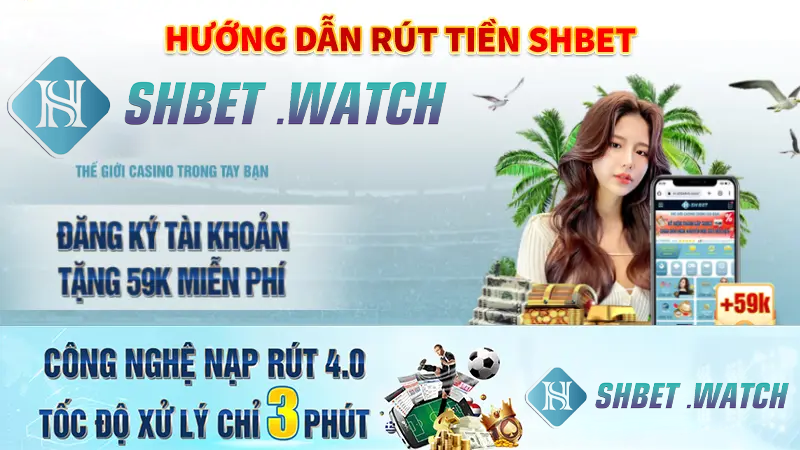 HƯỚNG DẪN RÚT TIỀN SHBET
SHBET .WATCH
THẾ GIỚI CASINO TRONG TAY BẠN
ĐĂNG KÝ TÀI KHOẢN
TẶNG 59K MIỄN PHÍ
SHBET
+59k
CÔNG NGHỆ NẠP RÚT 4.0
TỐC ĐỘ XỬ LÝ CHỈ 3 PHÚT
SHBET .WATCH